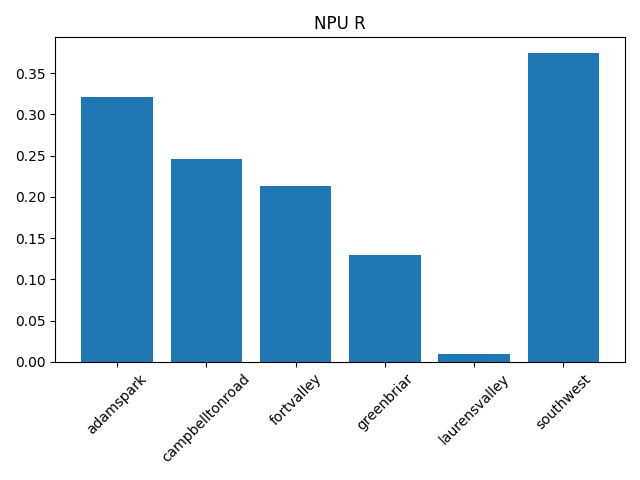 NPU R
0.35
0.30
0.25
0.20
0.15
0.10
0.05
0.00
adamspark
campbelltonroad
fortvalley
greenbriar
laurensvalley
southwest